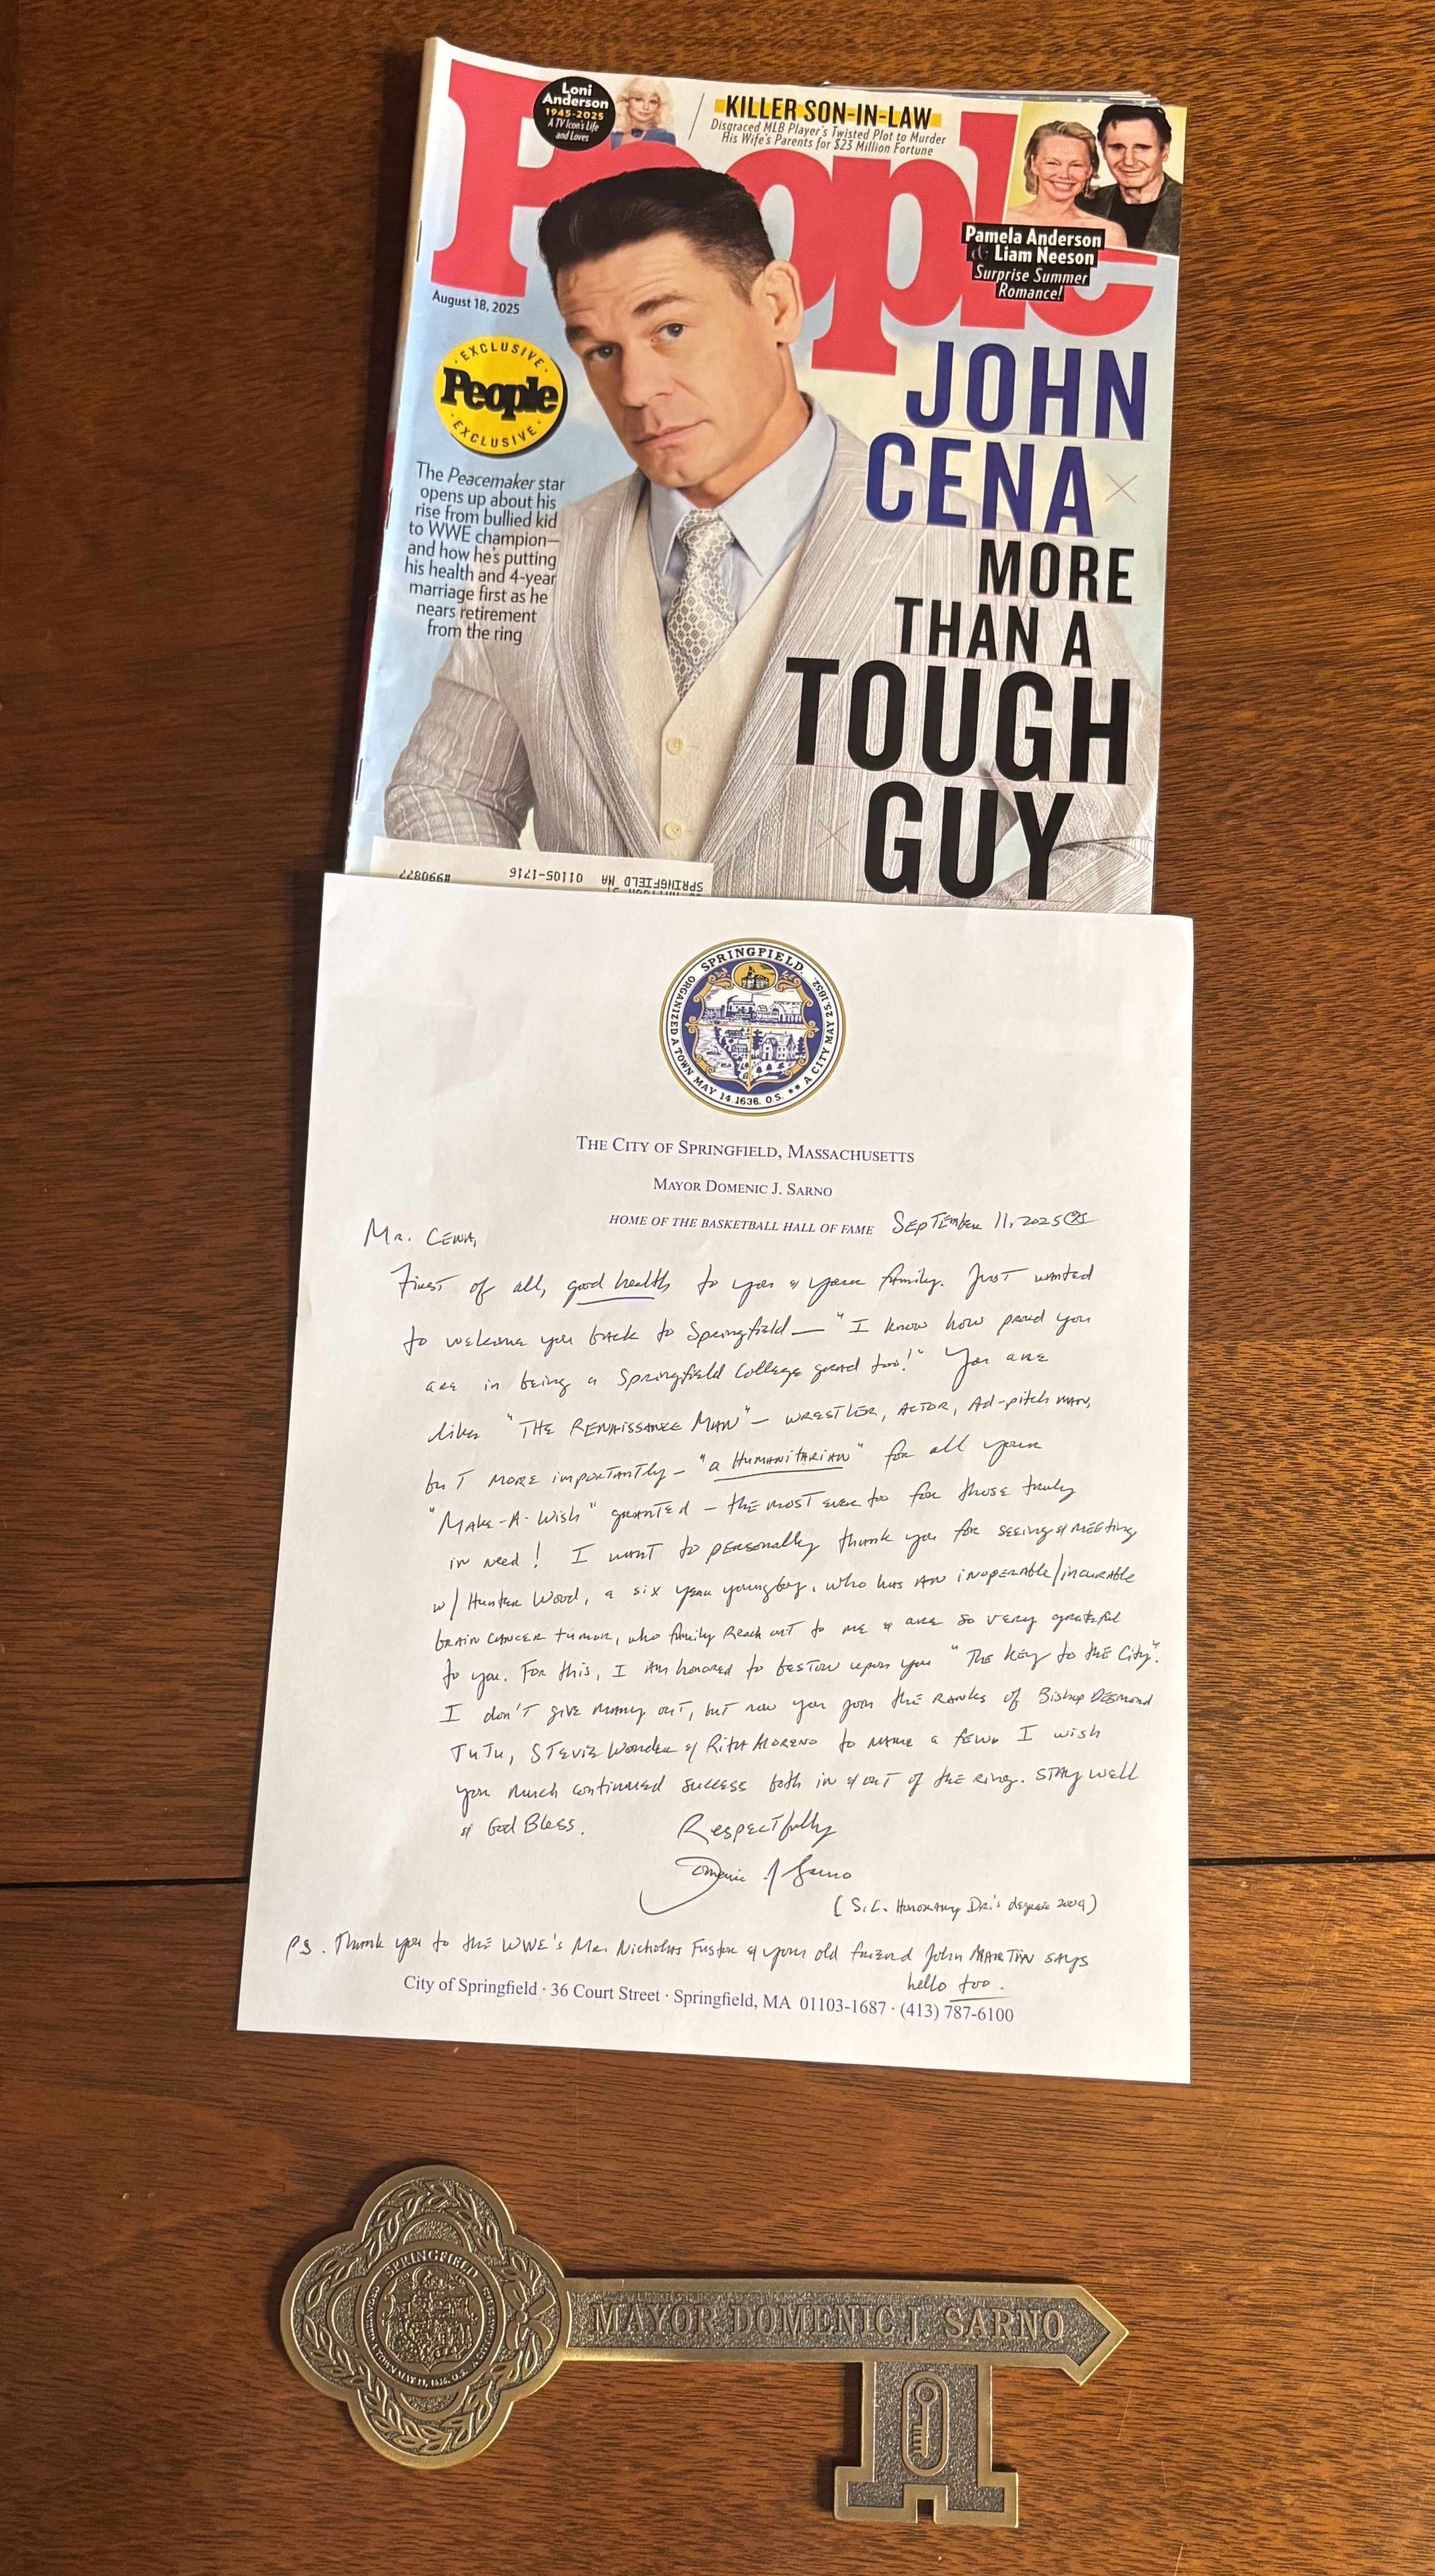 Loni
Anderson
1945-2025
A TV Icon's Life
and Loves
KILLER SON-IN-LAW
Disgraced MLB Player's Twisted Plot to Murder
His Wife's Parents for $23 Million Fortune
People
Pamela Anderson
& Liam Neeson
Surprise Summer
Romance!
August 18, 2025
EXCLUSIVE
People
EXCLUSIVE
The Peacemaker star
opens up about his
rise from bullied kid
to WWE champion—
and how he's putting
his health and 4-year
marriage first as he
nears retirement
from the ring
JOHN
CENA
MORE
THAN A
TOUGH
GUY
SPRINGFIELD MA 01105-1716
#990877
SPRINGFIELD.
ORGANIZED A TOWN MAY 14.1636. O.S. ** A CITY MAY 25.1852.
THE CITY OF SPRINGFIELD, MASSACHUSETTS
MAYOR DOMENIC J. SARNO
HOME OF THE BASKETBALL HALL OF FAME
September 11, 2025
Mr. Cena,
First of all, good health to you & your family. Just wanted
to welcome you back to Springfield — "I know how proud you
are in being a Springfield College grad too!" You are
like "THE RENAISSANCE MAN" – WRESTLER, ACTOR, Ad-pitch man,
but more importantly – "a Humanitarian" for all your
"Make-A-Wish" granted – the most ever too for those truly
in need! I want to personally thank you for seeing & meeting
w/ Hunter Wood, a six year young boy, who has an inoperable/incurable
brain cancer tumor, who family reach out to me & are so very grateful
to you. For this, I am honored to bestow upon you "The Key to the City".
I don't give many out, but now you join the ranks of Bishop Desmond
TuTu, Stevie Wonder & Rita Moreno to name a few. I wish
you much continued success both in & out of the ring. Stay well
& God Bless.
Respectfully
Domenic J Sarno
(S.C. Honorary Dr.'s degree 2009)
P.S. Thank you to the WWE's Mr. Nicholas Fuster & your old friend John Martin says
hello too.
City of Springfield · 36 Court Street · Springfield, MA 01103-1687 · (413) 787-6100
SPRINGFIELD
MAYOR DOMENIC J. SARNO